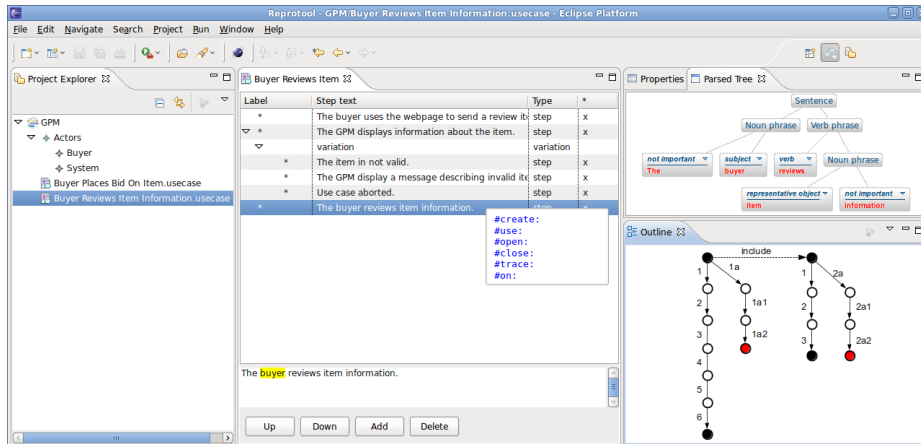 Reprotool - GPM/Buyer Reviews Item Information.usecase - Eclipse Platform
File Edit Navigate Search Project Run Window Help
Project Explorer
GPM
Actors
Buyer
System
Buyer Places Bid On Item.usecase
Buyer Reviews Item Information.usecase
Buyer Reviews Item
Label Step text Type *
* The buyer uses the webpage to send a review ite step x
* The GPM displays information about the item. step x
variation variation
* The item in not valid. step x
* The GPM display a message describing invalid ite step x
* Use case aborted. step x
* The buyer reviews item information. step x
#create:
#use:
#open:
#close:
#trace:
#on:
The buyer reviews item information.
Up Down Add Delete
Properties Parsed Tree
Sentence
Noun phrase Verb phrase
not important subject verb Noun phrase
The buyer reviews
representative object not important
item information
Outline
include
1 1a 1 2a
2 1a1 2 2a1
3 1a2 3 2a2
4
5
6